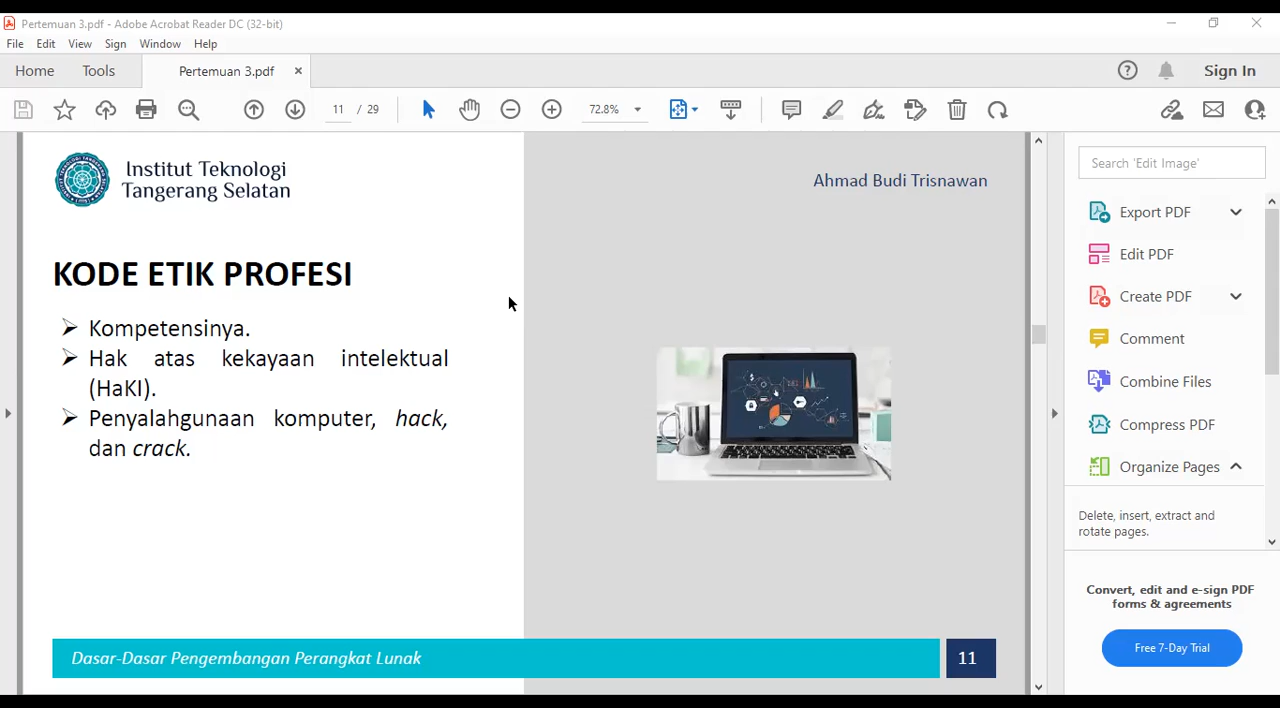 Pertemuan 3.pdf - Adobe Acrobat Reader DC (32-bit)
File Edit View Sign Window Help
Home Tools Pertemuan 3.pdf ×
Sign In
11 / 29
72.8%
Institut Teknologi
Tangerang Selatan
Ahmad Budi Trisnawan
KODE ETIK PROFESI
Kompetensinya.
Hak atas kekayaan intelektual
(HaKI).
Penyalahgunaan komputer, hack,
dan crack.
Dasar-Dasar Pengembangan Perangkat Lunak
11
Search 'Edit Image'
Export PDF
Edit PDF
Create PDF
Comment
Combine Files
Compress PDF
Organize Pages
Delete, insert, extract and
rotate pages.
Convert, edit and e-sign PDF
forms & agreements
Free 7-Day Trial